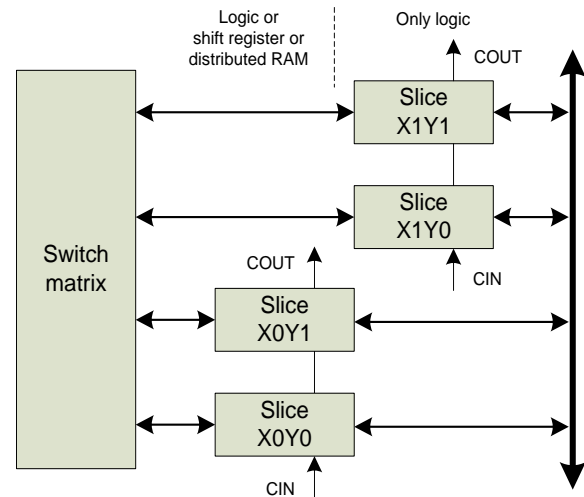 Logic or
shift register or
distributed RAM
Only logic
COUT
Slice
X1Y1
Slice
X1Y0
Switch
matrix
COUT
CIN
Slice
X0Y1
Slice
X0Y0
CIN